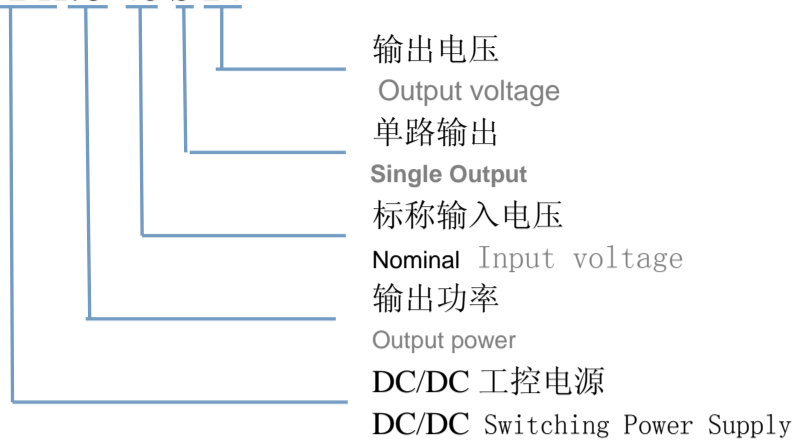 输出电压
Output voltage
单路输出
Single Output
标称输入电压
Nominal Input voltage
输出功率
Output power
DC/DC 工控电源
DC/DC Switching Power Supply